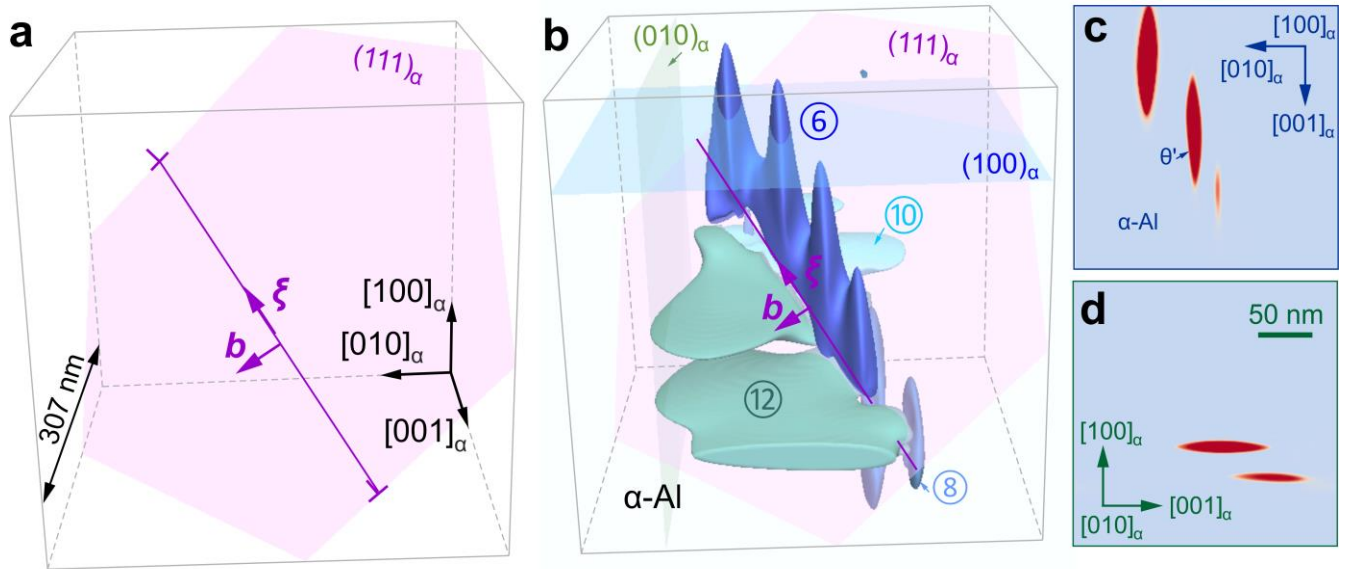 a
(111)α
ξ
b
[100]α
[010]α
[001]α
307 nm
b
(010)α
(111)α
⑥
(100)α
⑩
ξ
b
⑫
⑧
α-Al
c
[100]α
[010]α
[001]α
θ'
α-Al
d
50 nm
[100]α
[010]α
[001]α